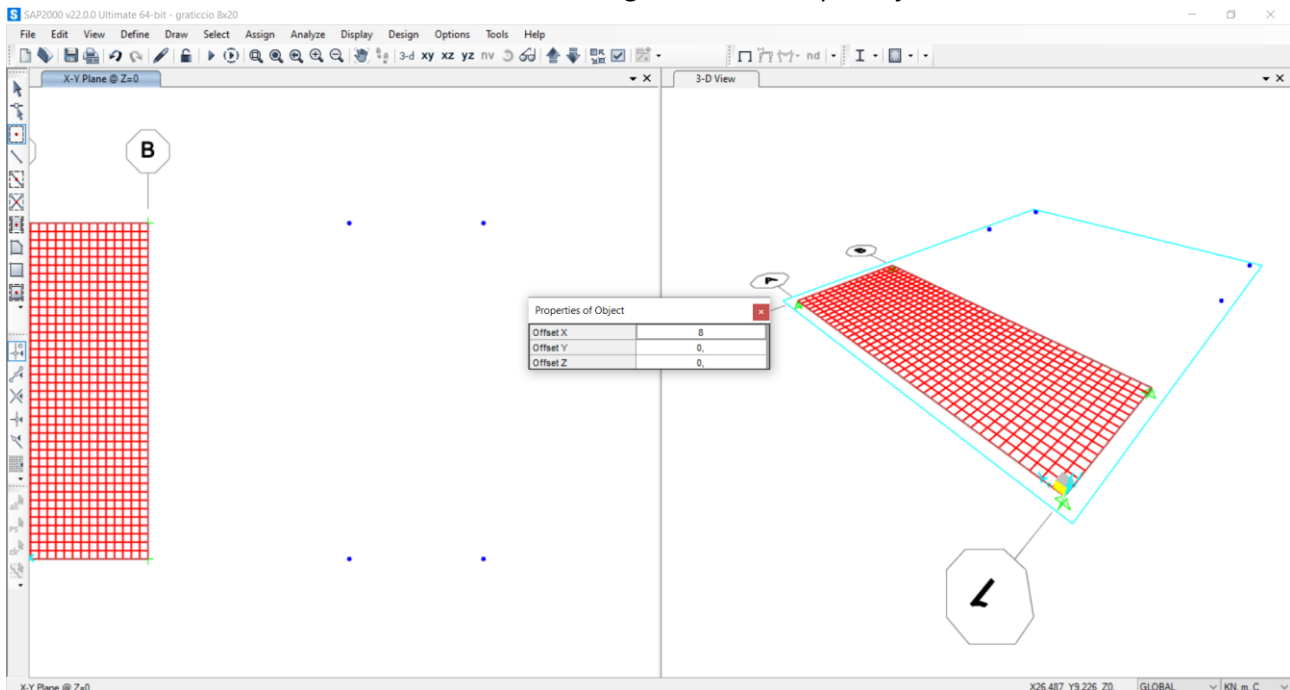 SAP2000 v22.0.0 Ultimate 64-bit - graticcio 8x20
File Edit View Define Draw Select Assign Analyze Display Design Options Tools Help
3-d xy xz yz nv nd
X-Y Plane @ Z=0
3-D View
B
Properties of Object
Offset X 8
Offset Y 0,
Offset Z 0,
X-Y Plane @ Z=0
X26,487 Y9,226 Z0, GLOBAL KN, m, C